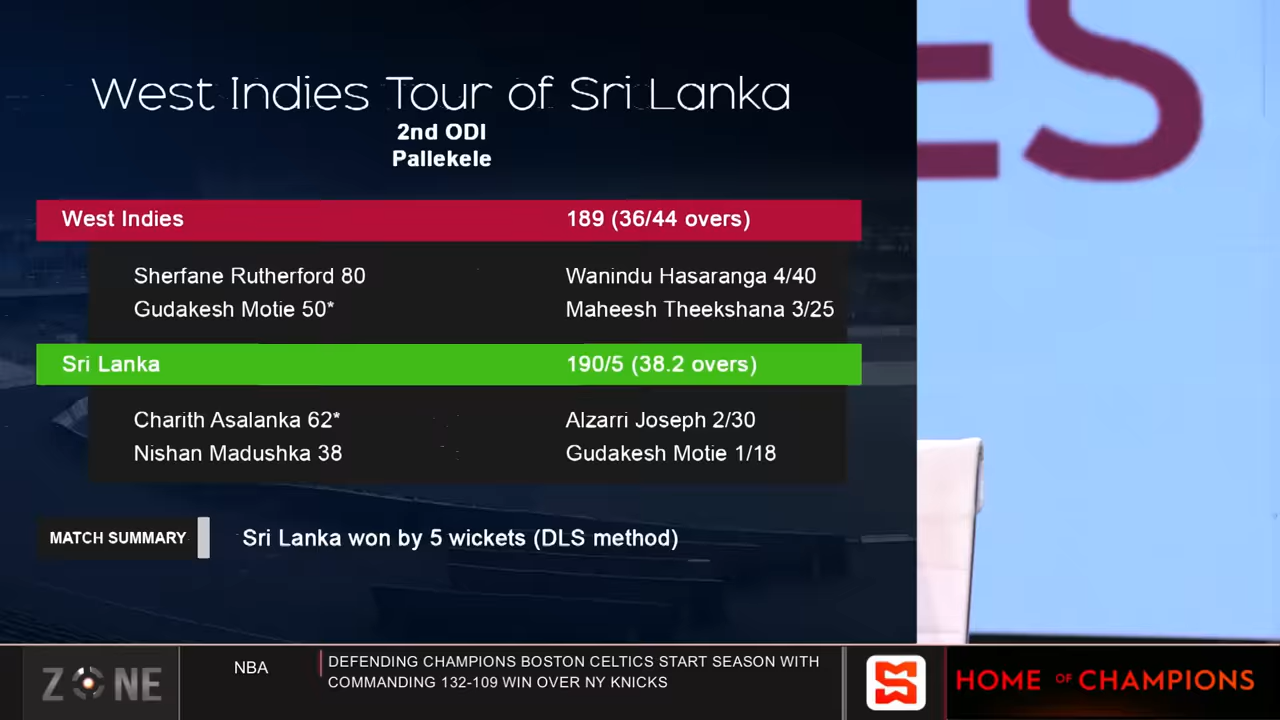 West Indies Tour of Sri Lanka
2nd ODI
Pallekele
West Indies 189 (36/44 overs)
Sherfane Rutherford 80 Wanindu Hasaranga 4/40
Gudakesh Motie 50* Maheesh Theekshana 3/25
Sri Lanka 190/5 (38.2 overs)
Charith Asalanka 62* Alzarri Joseph 2/30
Nishan Madushka 38 Gudakesh Motie 1/18
MATCH SUMMARY Sri Lanka won by 5 wickets (DLS method)
ES
ZONE
NBA
DEFENDING CHAMPIONS BOSTON CELTICS START SEASON WITH
COMMANDING 132-109 WIN OVER NY KNICKS
HOME OF CHAMPIONS